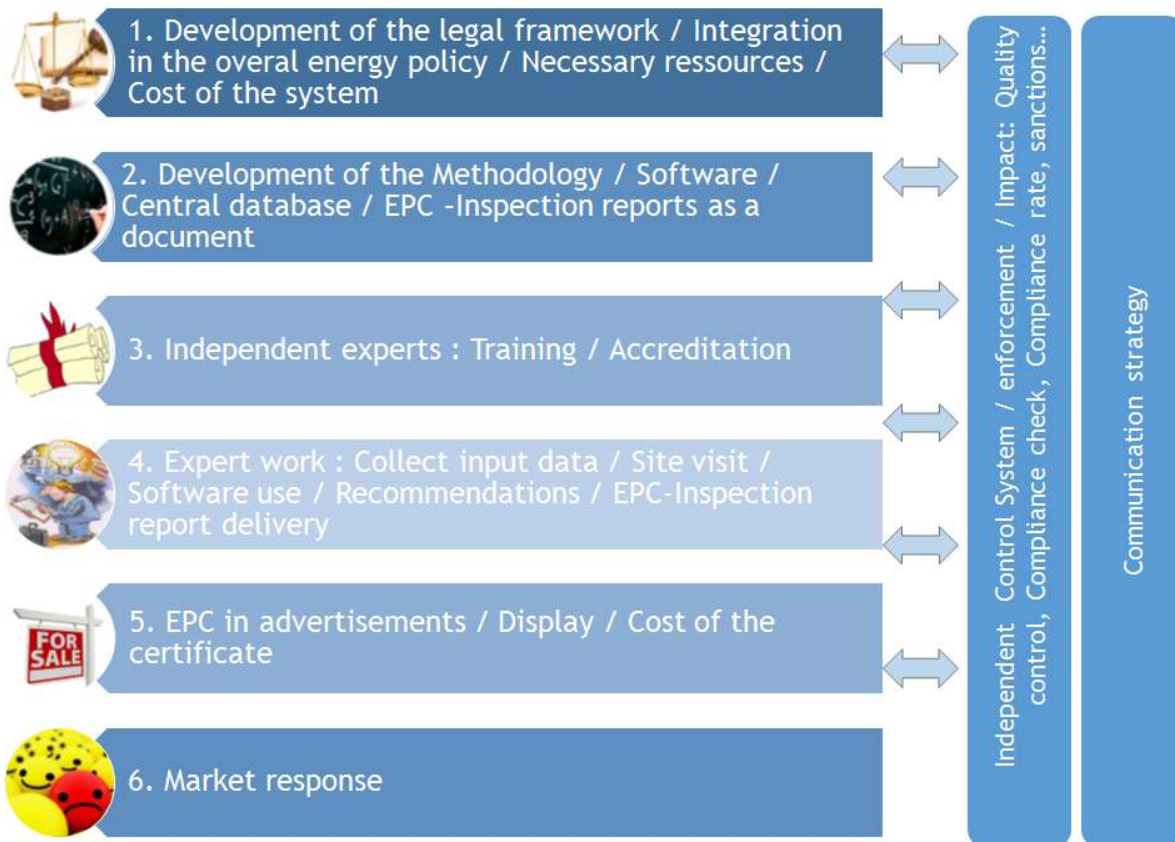 1. Development of the legal framework / Integration
in the overal energy policy / Necessary ressources /
Cost of the system
2. Development of the Methodology / Software /
Central database / EPC -Inspection reports as a
document
3. Independent experts : Training / Accreditation
4. Expert work : Collect input data / Site visit /
Software use / Recommendations / EPC-Inspection
report delivery
FOR
SALE
5. EPC in advertisements / Display / Cost of the
certificate
6. Market response
Independent Control System / enforcement / Impact: Quality
control, Compliance check, Compliance rate, sanctions…
Communication strategy